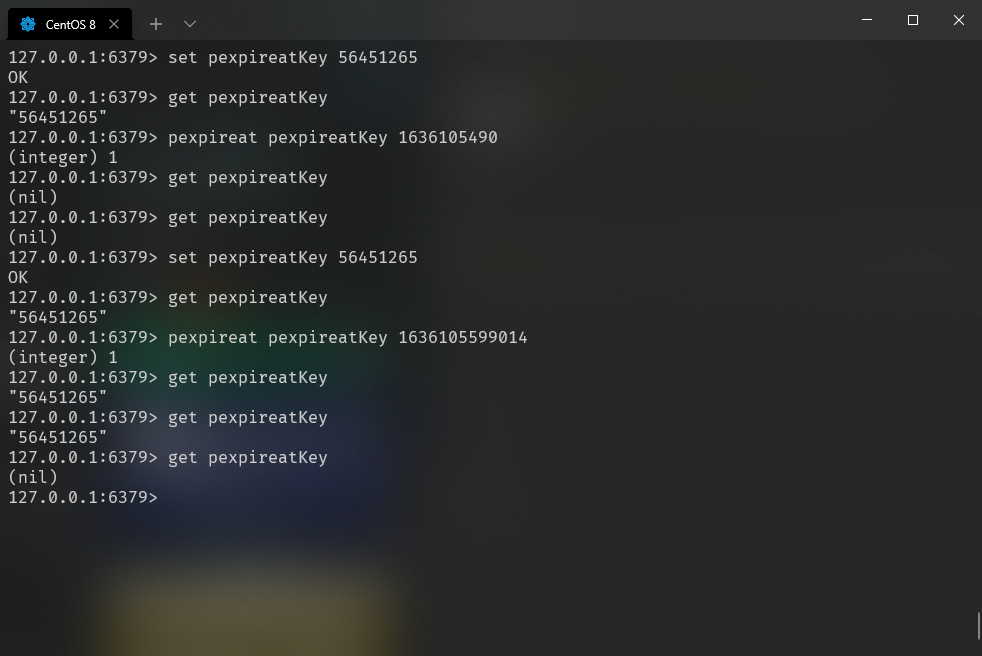 CentOS 8
127.0.0.1:6379> set pexpireatKey 56451265
OK
127.0.0.1:6379> get pexpireatKey
"56451265"
127.0.0.1:6379> pexpireat pexpireatKey 1636105490
(integer) 1
127.0.0.1:6379> get pexpireatKey
(nil)
127.0.0.1:6379> get pexpireatKey
(nil)
127.0.0.1:6379> set pexpireatKey 56451265
OK
127.0.0.1:6379> get pexpireatKey
"56451265"
127.0.0.1:6379> pexpireat pexpireatKey 1636105599014
(integer) 1
127.0.0.1:6379> get pexpireatKey
"56451265"
127.0.0.1:6379> get pexpireatKey
"56451265"
127.0.0.1:6379> get pexpireatKey
(nil)
127.0.0.1:6379>